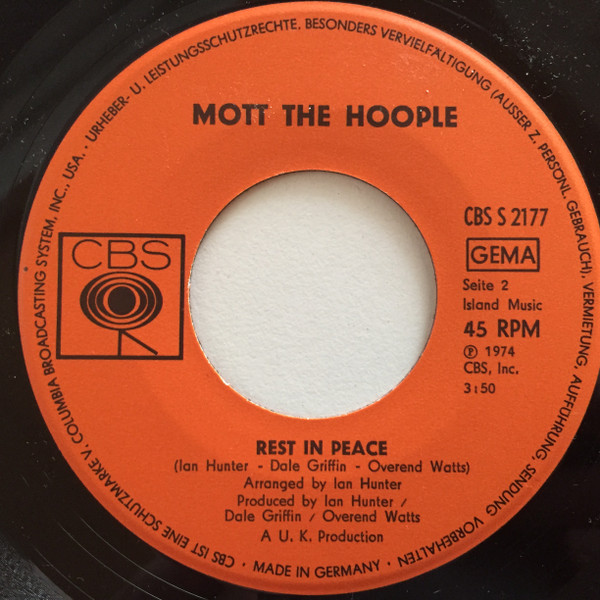 MOTT THE HOOPLE
CBS
CBS S 2177
GEMA
Seite 2
Island Music
45 RPM
Ⓟ 1974
CBS, Inc.
3:50
REST IN PEACE
(Ian Hunter - Dale Griffin - Overend Watts)
Arranged by Ian Hunter
Produced by Ian Hunter /
Dale Griffin / Overend Watts
A U. K. Production
CBS IST EINE SCHUTZMARKE V. COLUMBIA BROADCASTING SYSTEM, INC., USA. · URHEBER- U. LEISTUNGSSCHUTZRECHTE, BESONDERS VERVIELFÄLTIGUNG (AUSSER Z. PERSÖNL. GEBRAUCH), VERMIETUNG, AUFFÜHRUNG, SENDUNG VORBEHALTEN · MADE IN GERMANY ·